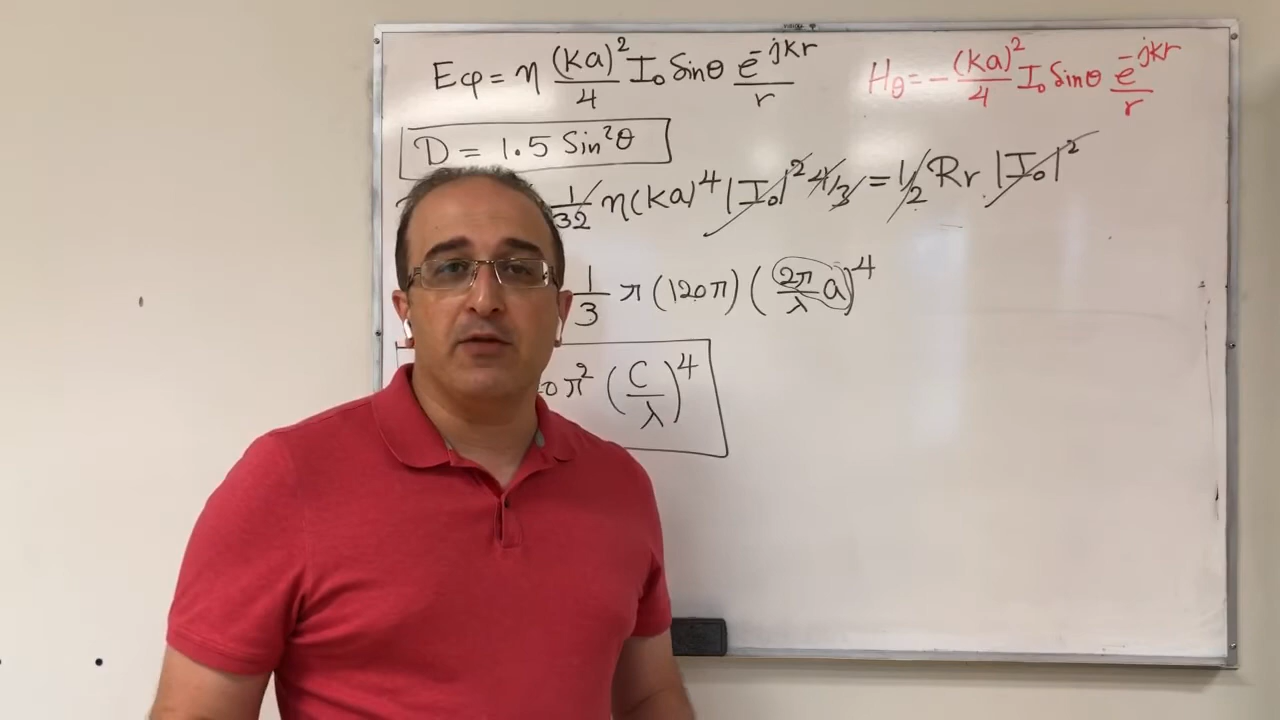 Eφ = η (ka)²/4 I₀ Sinθ e^-jkr/r
Hθ = - (ka)²/4 I₀ Sinθ e^-jkr/r
D = 1.5 Sin²θ
1/32 η(ka)⁴ |I₀|² 4/3 = 1/2 Rr |I₀|²
1/3 π (120π) (2π/λ a)⁴
0 π² (C/λ)⁴